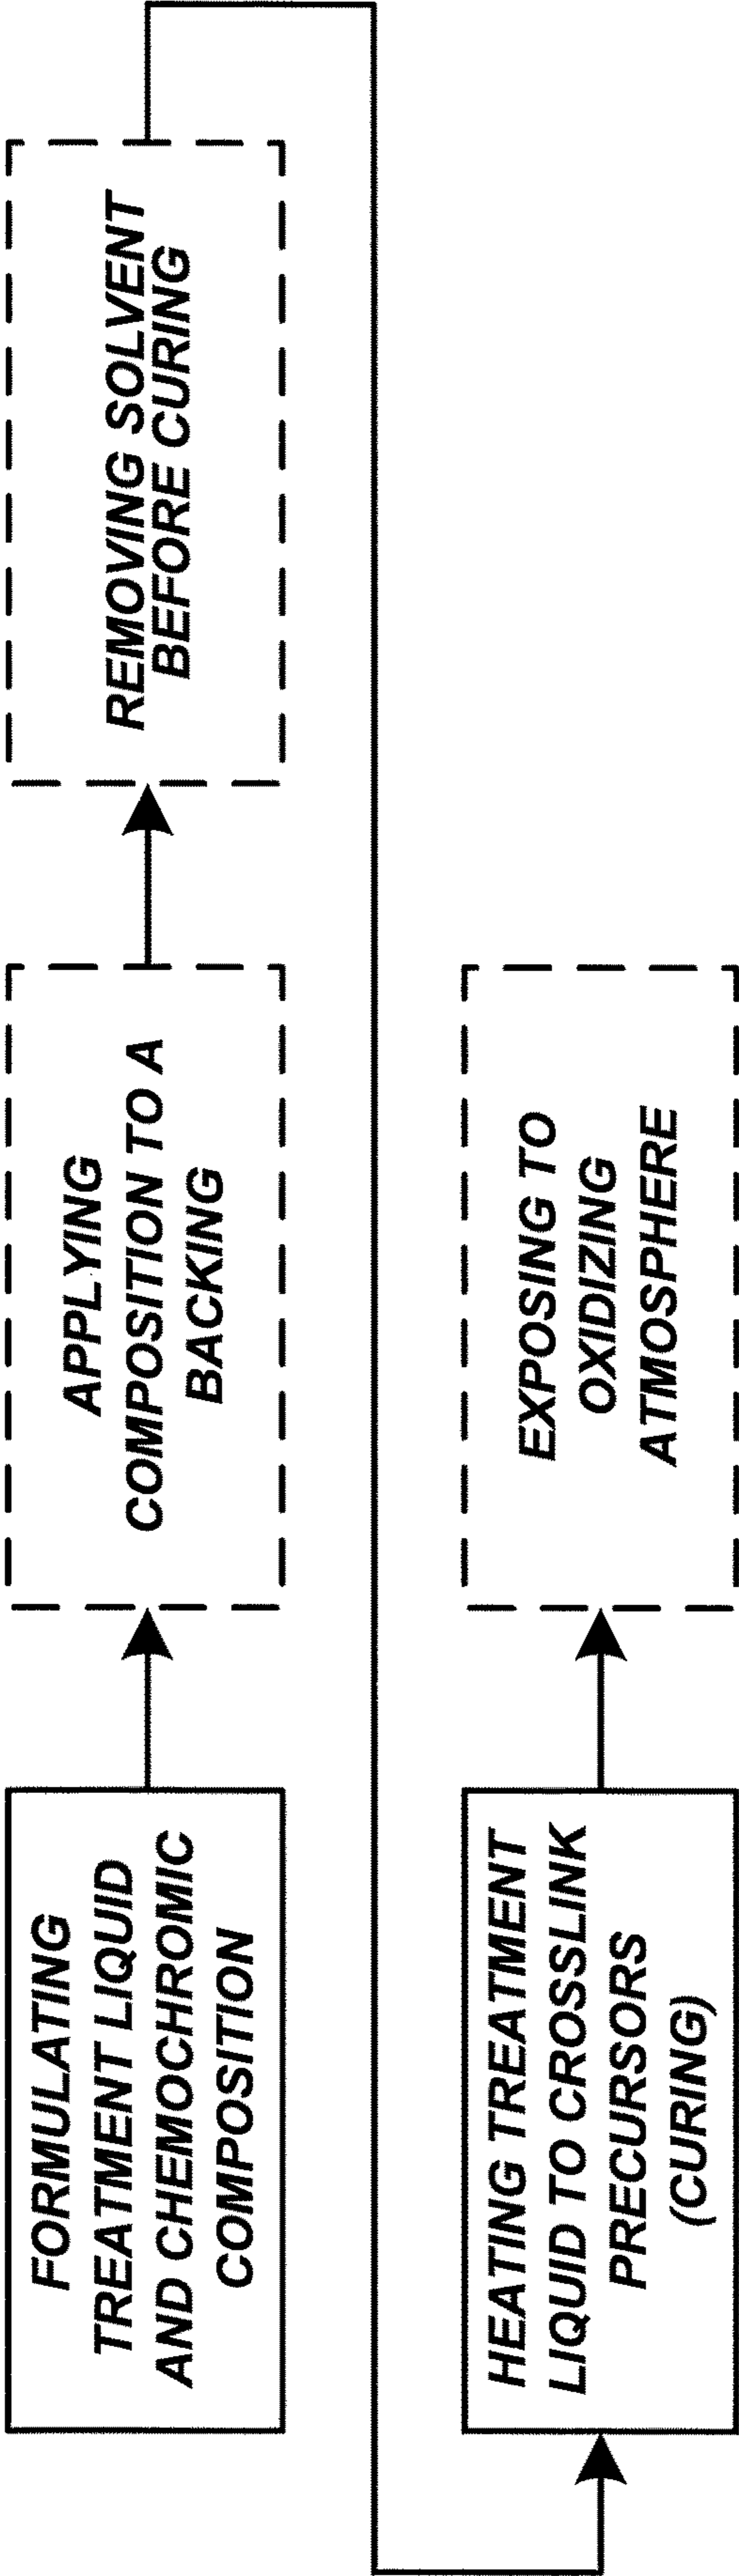 FORMULATING
TREATMENT LIQUID
AND CHEMOCHROMIC
COMPOSITION
APPLYING
COMPOSITION TO A
BACKING
REMOVING SOLVENT
BEFORE CURING
HEATING TREATMENT
LIQUID TO CROSSLINK
PRECURSORS
(CURING)
EXPOSING TO
OXIDIZING
ATMOSPHERE